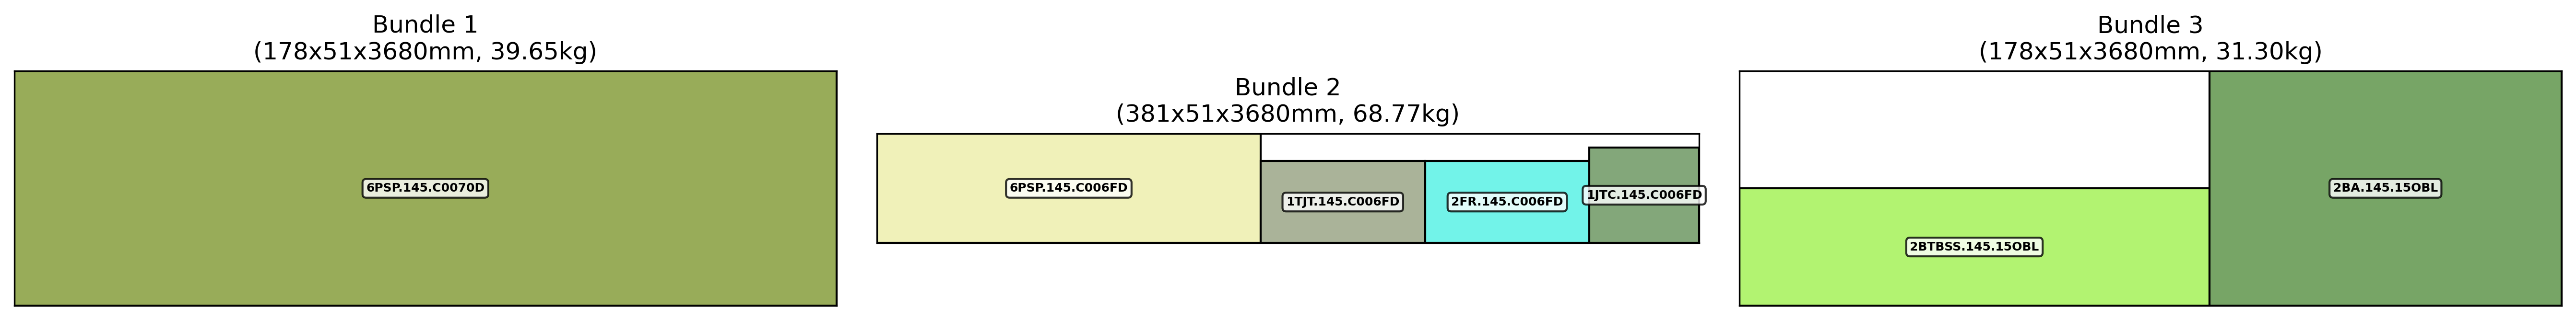 Bundle 1
(178x51x3680mm, 39.65kg)
6PSP.145.C0070D
Bundle 2
(381x51x3680mm, 68.77kg)
6PSP.145.C006FD
1TJT.145.C006FD
2FR.145.C006FD
1JTC.145.C006FD
Bundle 3
(178x51x3680mm, 31.30kg)
2BTBSS.145.15OBL
2BA.145.15OBL